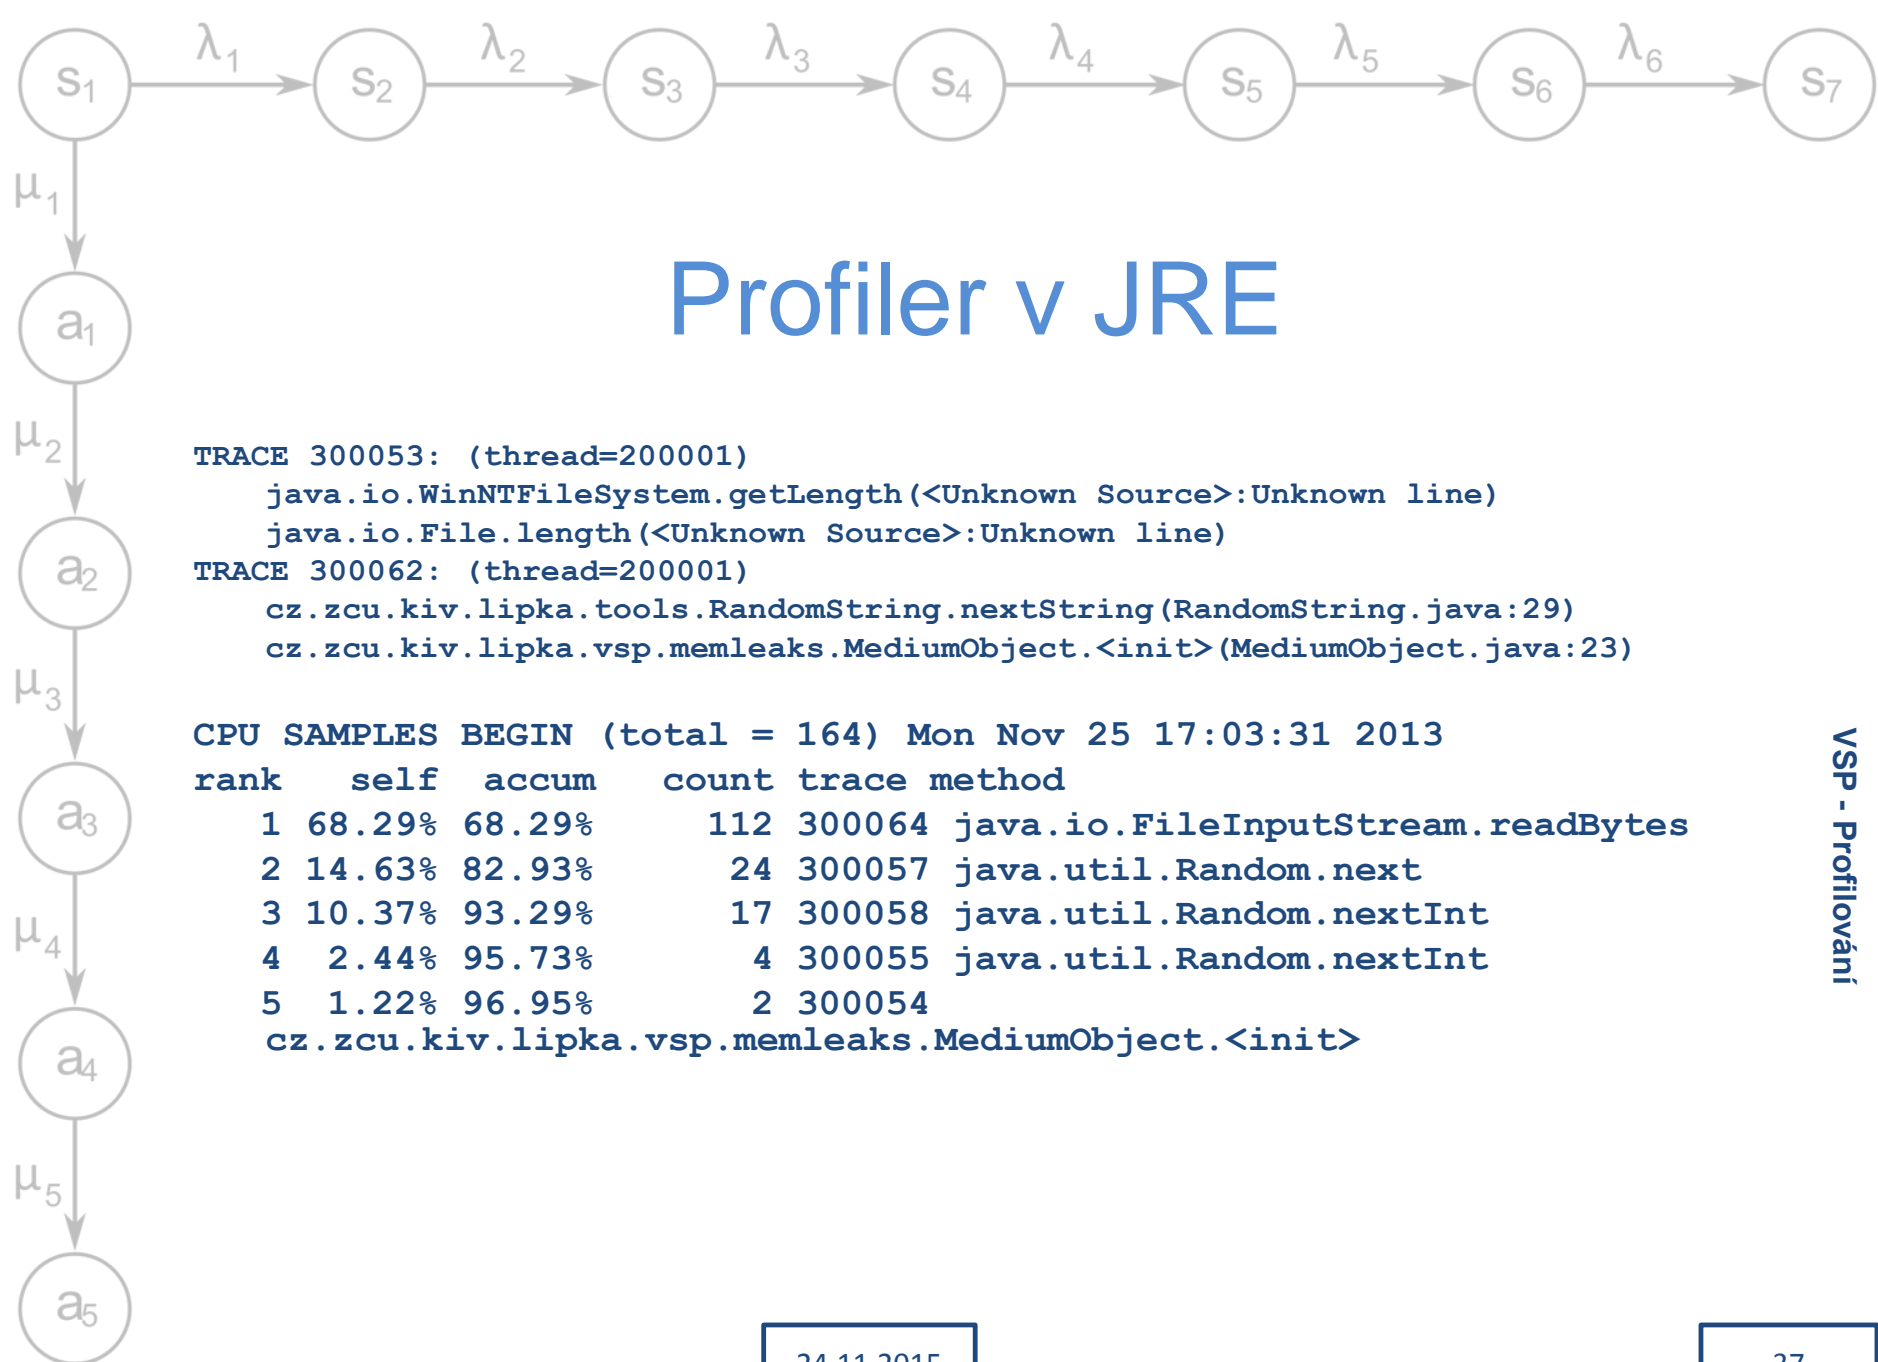 s1 λ1 s2 λ2 s3 λ3 s4 λ4 s5 λ5 s6 λ6 s7
μ1
a1
μ2
a2
μ3
a3
μ4
a4
μ5
a5
Profiler v JRE
TRACE 300053: (thread=200001)
java.io.WinNTFileSystem.getLength(<Unknown Source>:Unknown line)
java.io.File.length(<Unknown Source>:Unknown line)
TRACE 300062: (thread=200001)
cz.zcu.kiv.lipka.tools.RandomString.nextString(RandomString.java:29)
cz.zcu.kiv.lipka.vsp.memleaks.MediumObject.<init>(MediumObject.java:23)
CPU SAMPLES BEGIN (total = 164) Mon Nov 25 17:03:31 2013
rank self accum count trace method
1 68.29% 68.29% 112 300064 java.io.FileInputStream.readBytes
2 14.63% 82.93% 24 300057 java.util.Random.next
3 10.37% 93.29% 17 300058 java.util.Random.nextInt
4 2.44% 95.73% 4 300055 java.util.Random.nextInt
5 1.22% 96.95% 2 300054
cz.zcu.kiv.lipka.vsp.memleaks.MediumObject.<init>
VSP - Profilování
24.11.2015
37